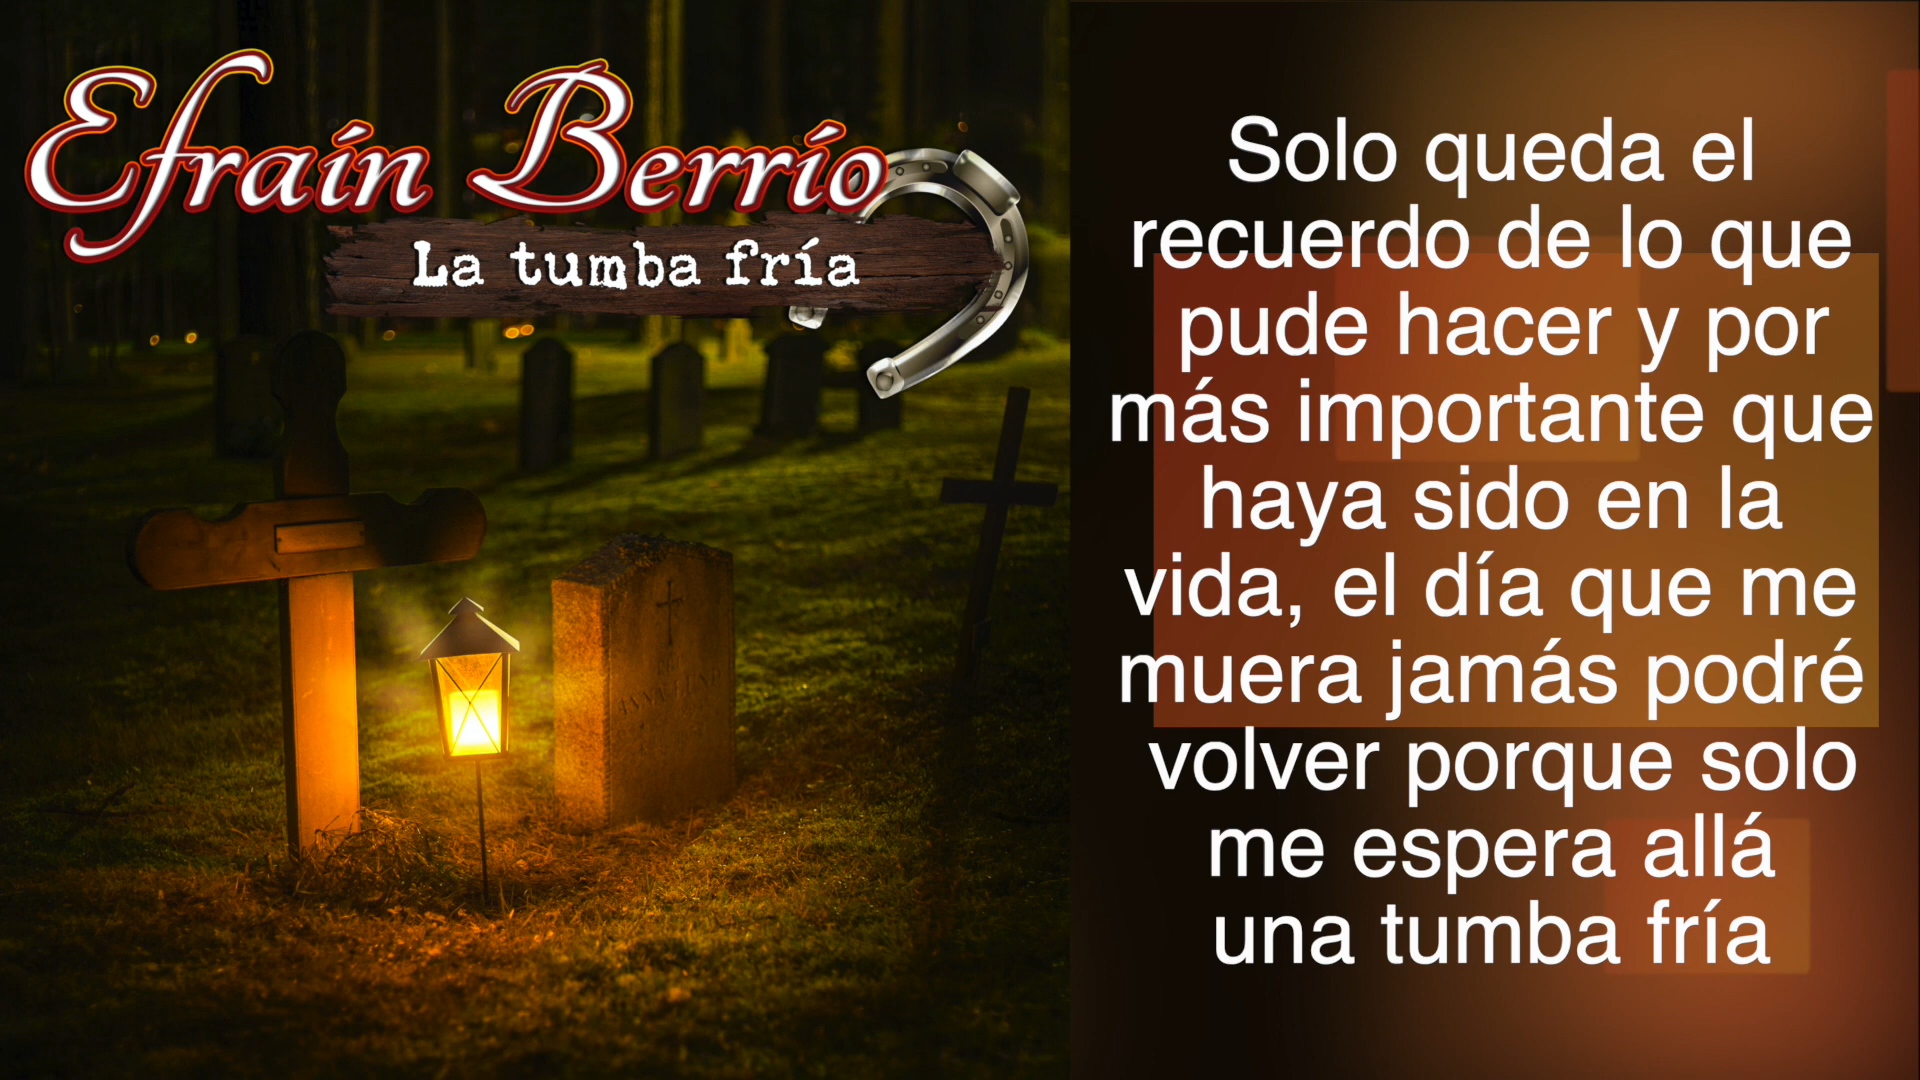 Efraín Berrío
La tumba fría
Solo queda el
recuerdo de lo que
pude hacer y por
más importante que
haya sido en la
vida, el día que me
muera jamás podré
volver porque solo
me espera allá
una tumba fría